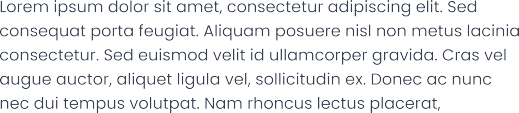 Lorem ipsum dolor sit amet, consectetur adipiscing elit. Sed
consequat porta feugiat. Aliquam posuere nisl non metus lacinia
consectetur. Sed euismod velit id ullamcorper gravida. Cras vel
augue auctor, aliquet ligula vel, sollicitudin ex. Donec ac nunc
nec dui tempus volutpat. Nam rhoncus lectus placerat,